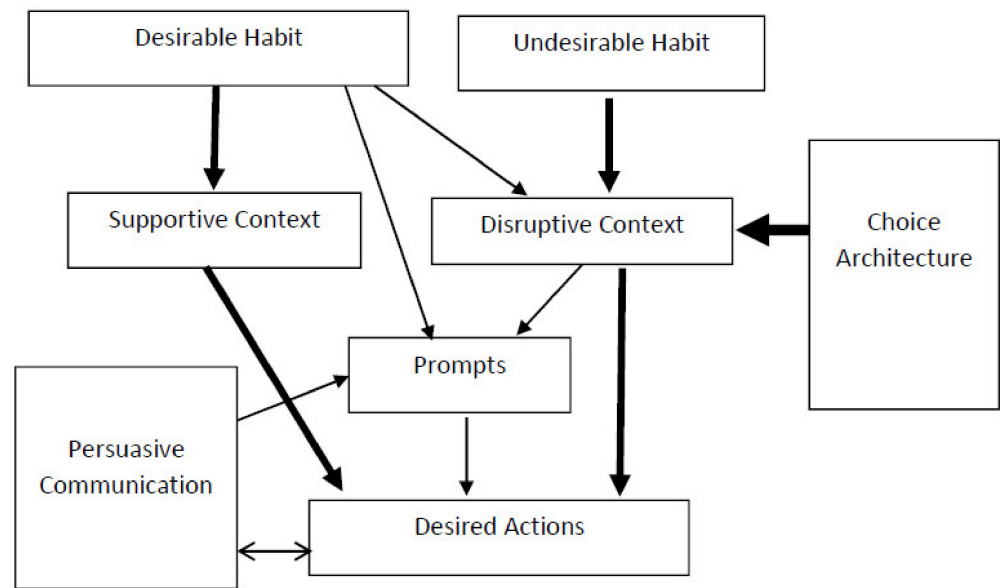 Desirable Habit
Undesirable Habit
Supportive Context
Disruptive Context
Choice
Architecture
Prompts
Persuasive
Communication
Desired Actions